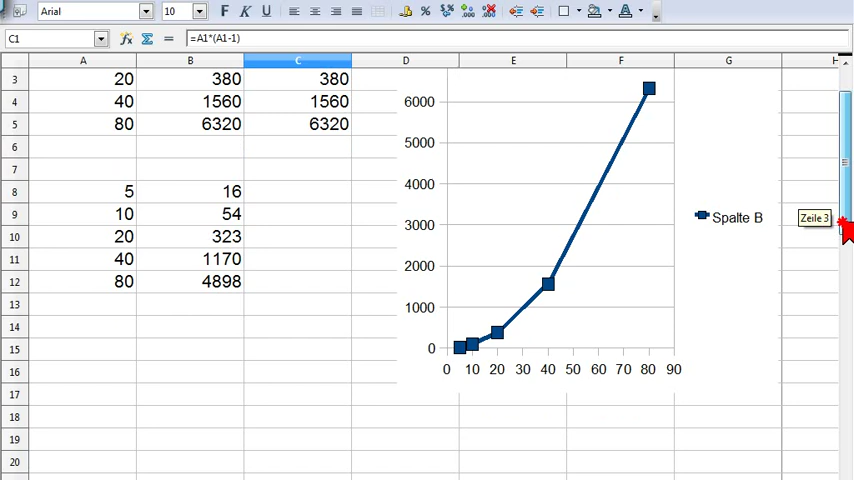 Arial 10 F K U % % .000 .000
C1 =A1*(A1-1)
A B C D E F G H
3 20 380 380
4 40 1560 1560
5 80 6320 6320
6
7
8 5 16
9 10 54
10 20 323
11 40 1170
12 80 4898
13
14
15
16
17
18
19
20
6000
5000
4000
3000
2000
1000
0
0 10 20 30 40 50 60 70 80 90
Spalte B
Zeile 3